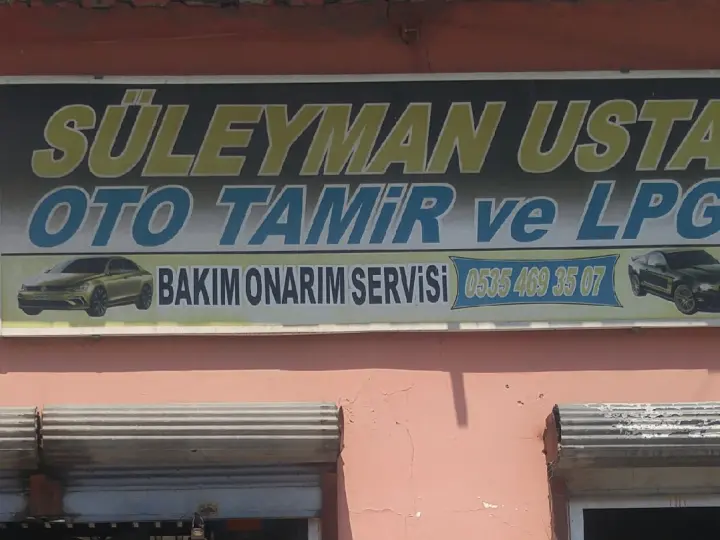 SÜLEYMAN USTA
OTO TAMiR ve LPG
BAKIM ONARIM SERViSi 0535 469 35 07